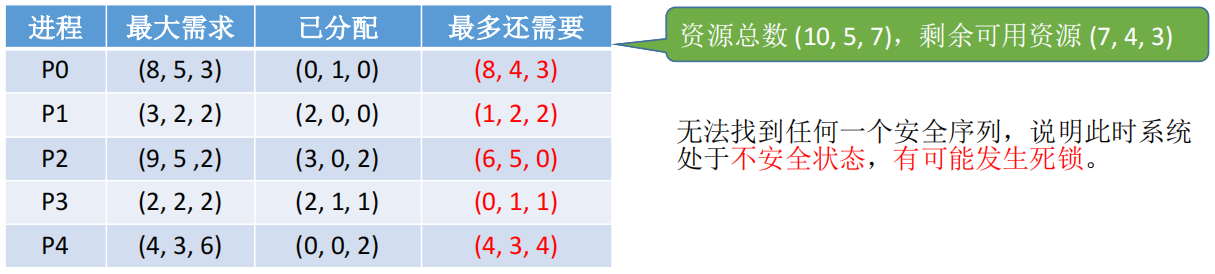 进程 最大需求 已分配 最多还需要
P0 (8, 5, 3) (0, 1, 0) (8, 4, 3)
P1 (3, 2, 2) (2, 0, 0) (1, 2, 2)
P2 (9, 5 ,2) (3, 0, 2) (6, 5, 0)
P3 (2, 2, 2) (2, 1, 1) (0, 1, 1)
P4 (4, 3, 6) (0, 0, 2) (4, 3, 4)
资源总数 (10, 5, 7)，剩余可用资源 (7, 4, 3)
无法找到任何一个安全序列，说明此时系统
处于不安全状态，有可能发生死锁。